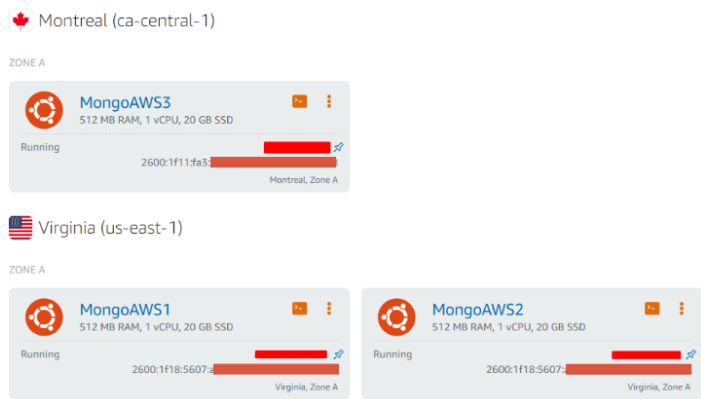 Montreal (ca-central-1)
ZONE A
MongoAWS3
512 MB RAM, 1 vCPU, 20 GB SSD
Running
2600:1f11:fa3:
Montreal, Zone A
Virginia (us-east-1)
ZONE A
MongoAWS1
512 MB RAM, 1 vCPU, 20 GB SSD
Running
2600:1f18:5607:a
Virginia, Zone A
MongoAWS2
512 MB RAM, 1 vCPU, 20 GB SSD
Running
2600:1f18:5607:
Virginia, Zone A